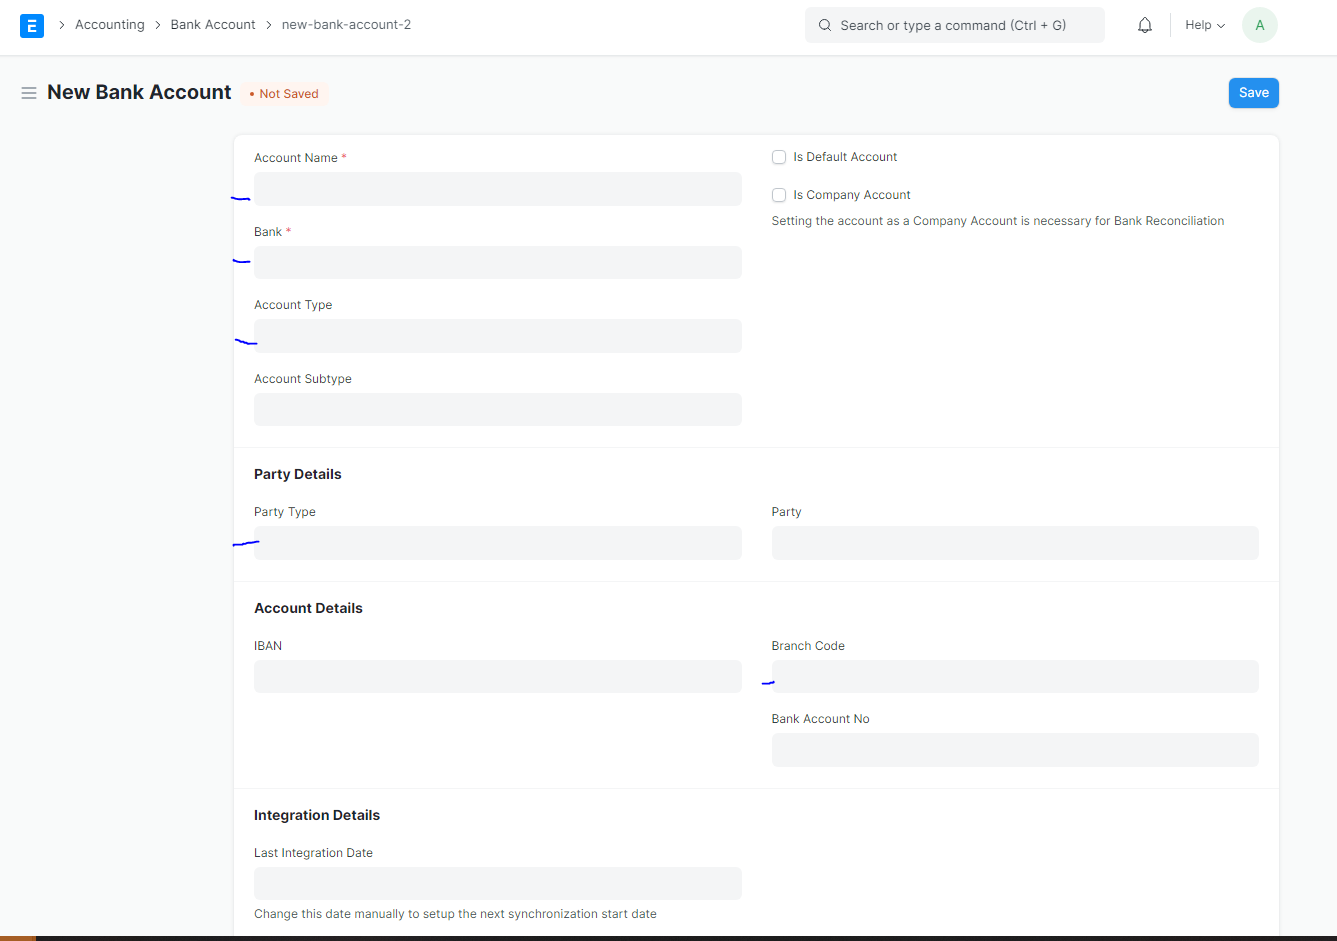 E > Accounting > Bank Account > new-bank-account-2
Search or type a command (Ctrl + G)
Help
A
New Bank Account
• Not Saved
Save
Account Name *
Is Default Account
Is Company Account
Setting the account as a Company Account is necessary for Bank Reconciliation
Bank *
Account Type
Account Subtype
Party Details
Party Type
Party
Account Details
IBAN
Branch Code
Bank Account No
Integration Details
Last Integration Date
Change this date manually to setup the next synchronization start date